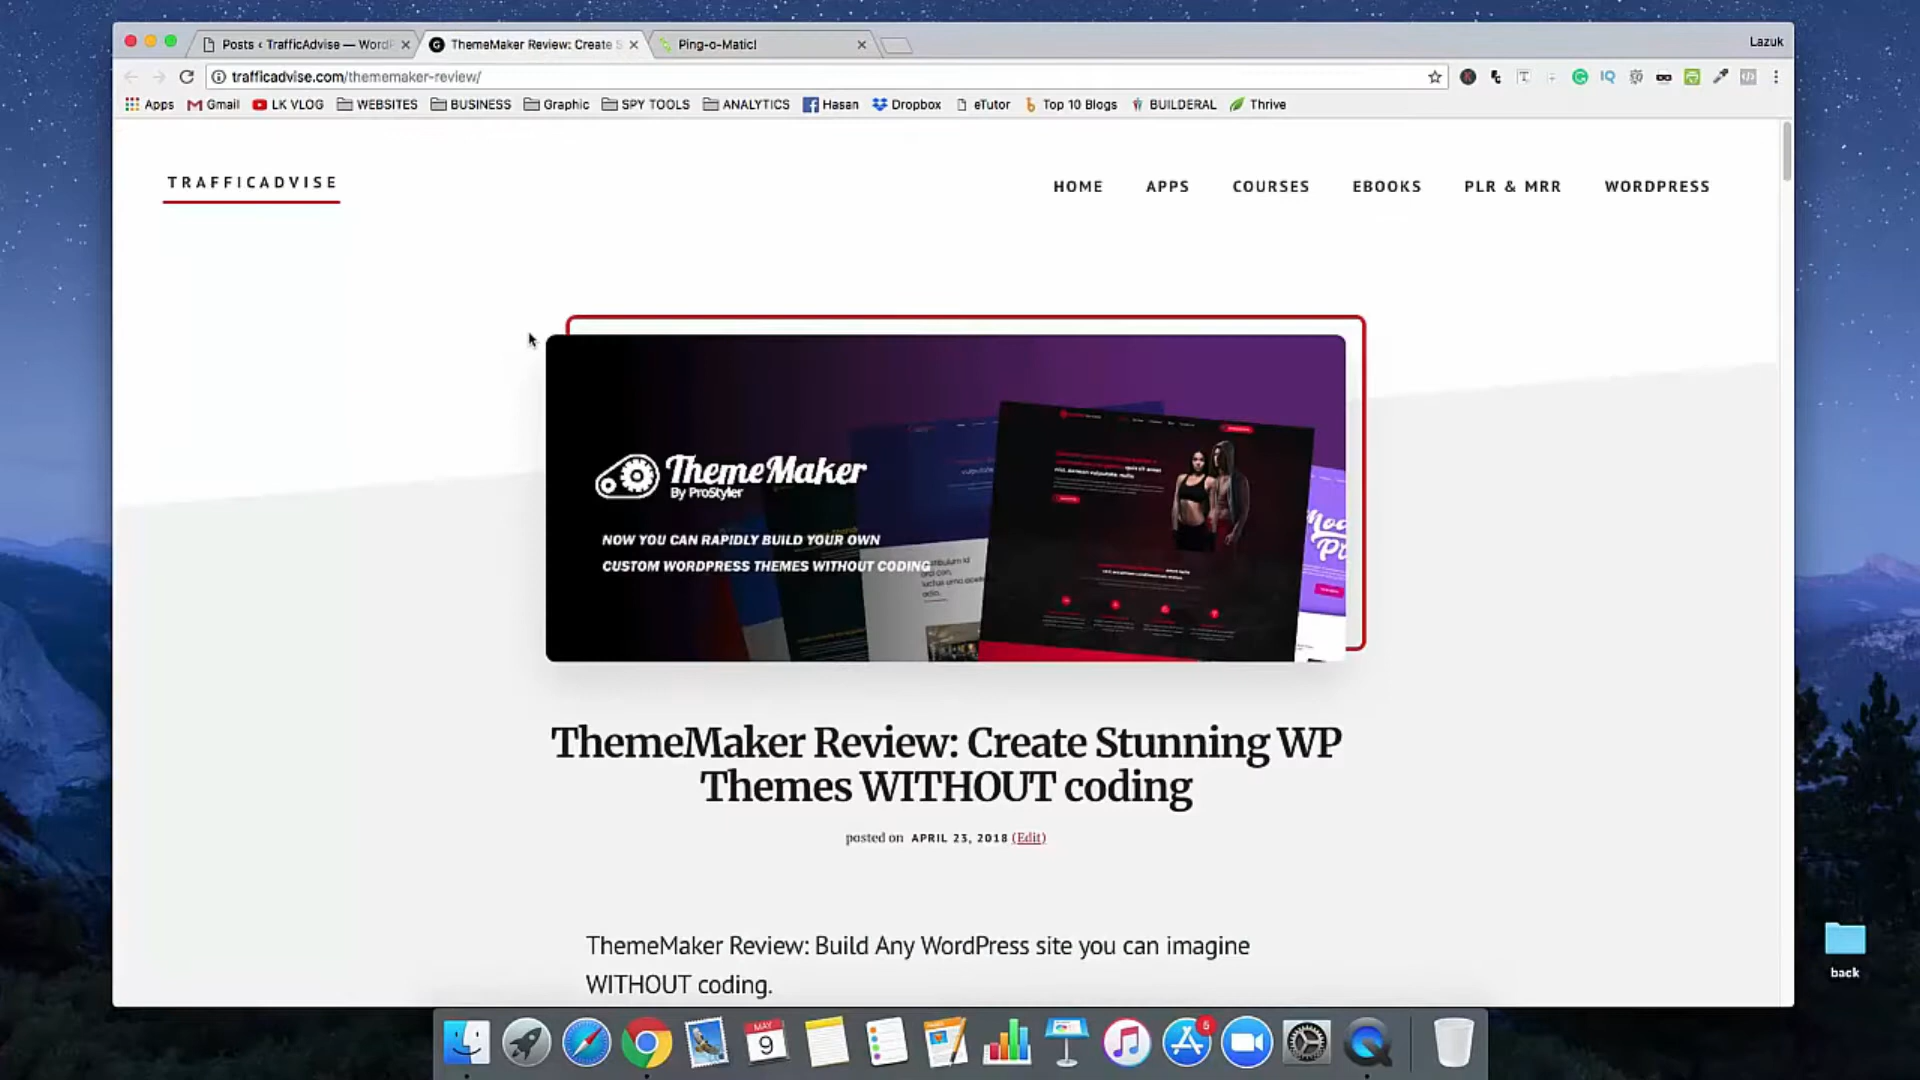 Posts ‹ TrafficAdvise — Word
ThemeMaker Review: Create S
Ping-o-Matic!
Lazuk
trafficadvise.com/thememaker-review/
Apps
Gmail
LK VLOG
WEBSITES
BUSINESS
Graphic
SPY TOOLS
ANALYTICS
Hasan
Dropbox
eTutor
Top 10 Blogs
BUILDERAL
Thrive
TRAFFICADVISE
HOME
APPS
COURSES
EBOOKS
PLR & MRR
WORDPRESS
ThemeMaker
By ProStyler
NOW YOU CAN RAPIDLY BUILD YOUR OWN
CUSTOM WORDPRESS THEMES WITHOUT CODING
ThemeMaker Review: Create Stunning WP
Themes WITHOUT coding
posted on APRIL 23, 2018 (Edit)
ThemeMaker Review: Build Any WordPress site you can imagine
WITHOUT coding.
back
MAY
9
5